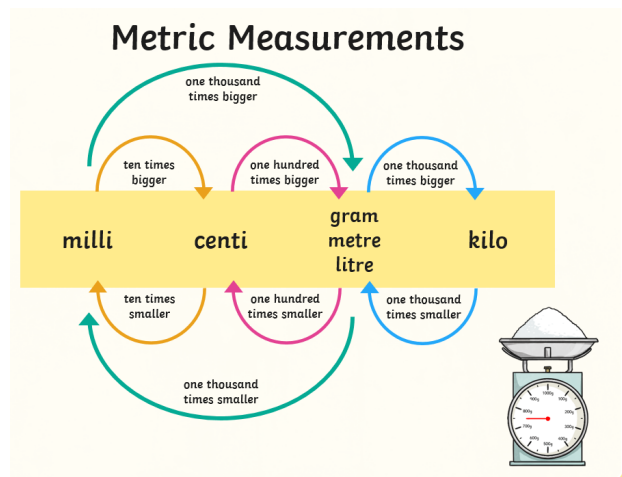 Metric Measurements
one thousand
times bigger
ten times
bigger
one hundred
times bigger
one thousand
times bigger
milli
centi
gram
metre
litre
kilo
ten times
smaller
one hundred
times smaller
one thousand
times smaller
one thousand
times smaller
1000g